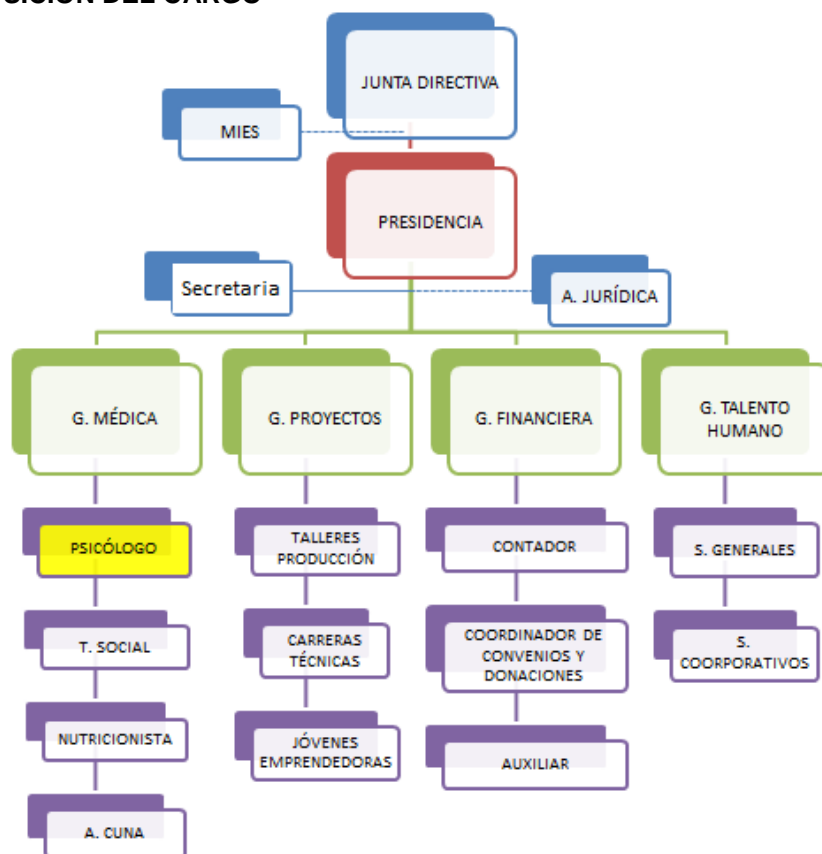 JUNTA DIRECTIVA
MIES
PRESIDENCIA
Secretaria
A. JURÍDICA
G. MÉDICA
G. PROYECTOS
G. FINANCIERA
G. TALENTO
HUMANO
PSICÓLOGO
TALLERES
PRODUCCIÓN
CONTADOR
S. GENERALES
T. SOCIAL
CARRERAS
TÉCNICAS
COORDINADOR DE
CONVENIOS Y
DONACIONES
S.
COORPORATIVOS
NUTRICIONISTA
JÓVENES
EMPRENDEDORAS
AUXILIAR
A. CUNA